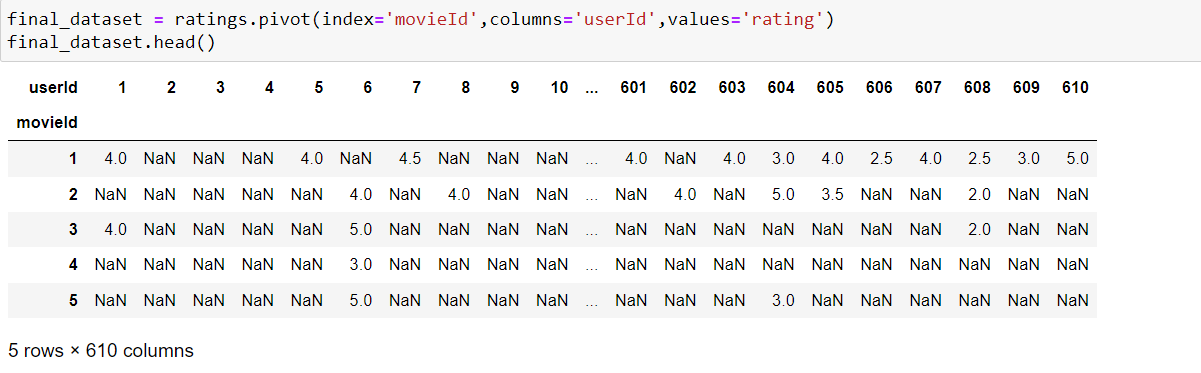 final_dataset = ratings.pivot(index='movieId',columns='userId',values='rating')
final_dataset.head()
userId 1 2 3 4 5 6 7 8 9 10 ... 601 602 603 604 605 606 607 608 609 610
movieId
1 4.0 NaN NaN NaN 4.0 NaN 4.5 NaN NaN NaN ... 4.0 NaN 4.0 3.0 4.0 2.5 4.0 2.5 3.0 5.0
2 NaN NaN NaN NaN NaN 4.0 NaN 4.0 NaN NaN ... NaN 4.0 NaN 5.0 3.5 NaN NaN 2.0 NaN NaN
3 4.0 NaN NaN NaN NaN 5.0 NaN NaN NaN NaN ... NaN NaN NaN NaN NaN NaN NaN 2.0 NaN NaN
4 NaN NaN NaN NaN NaN 3.0 NaN NaN NaN NaN ... NaN NaN NaN NaN NaN NaN NaN NaN NaN NaN
5 NaN NaN NaN NaN NaN 5.0 NaN NaN NaN NaN ... NaN NaN NaN 3.0 NaN NaN NaN NaN NaN NaN
5 rows × 610 columns